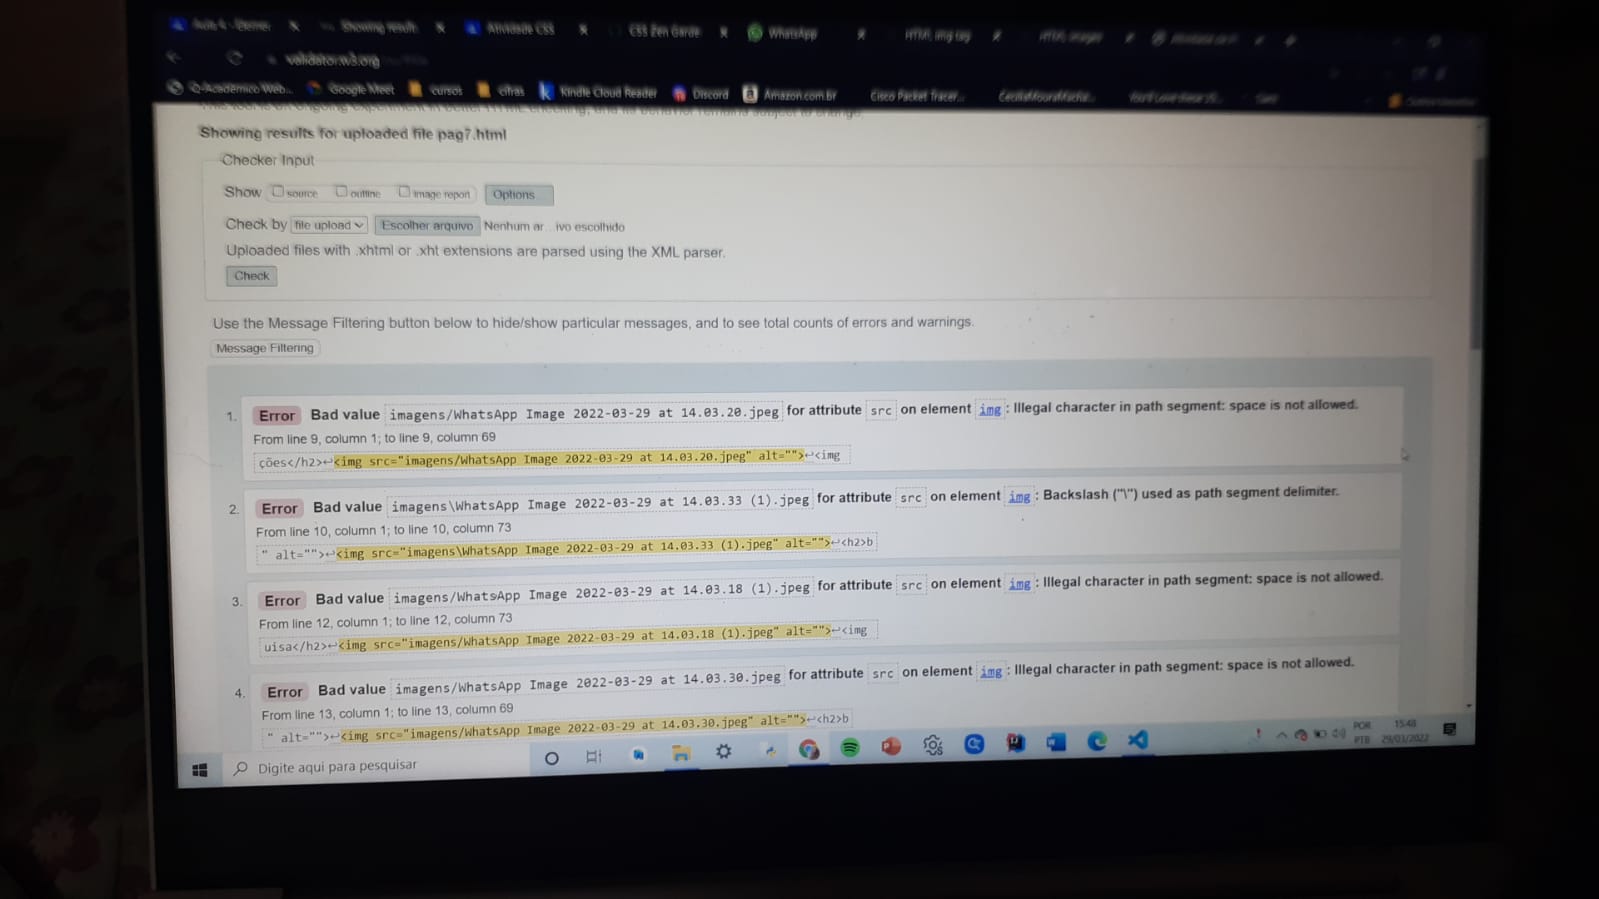 Aula 4 - Elemen
Showing results
Atividade CSS
CSS Zen Garde
WhatsApp
HTML img tag
HTML images
validator.w3.org
Q-Acadêmico Web...
Google Meet
cursos
cifras
Kindle Cloud Reader
Discord
Amazon.com.br
Cisco Packet Tracer...
Showing results for uploaded file pag7.html
Checker Input
Show source outline image report Options
Check by file upload Escolher arquivo Nenhum ar...ivo escolhido
Uploaded files with .xhtml or .xht extensions are parsed using the XML parser.
Check
Use the Message Filtering button below to hide/show particular messages, and to see total counts of errors and warnings.
Message Filtering
1. Error Bad value imagens/WhatsApp Image 2022-03-29 at 14.03.20.jpeg for attribute src on element img: Illegal character in path segment: space is not allowed.
From line 9, column 1; to line 9, column 69
ções</h2>↩<img src="imagens/WhatsApp Image 2022-03-29 at 14.03.20.jpeg" alt="">↩<img
2. Error Bad value imagens\WhatsApp Image 2022-03-29 at 14.03.33 (1).jpeg for attribute src on element img: Backslash ("\") used as path segment delimiter.
From line 10, column 1; to line 10, column 73
" alt="">↩<img src="imagens\WhatsApp Image 2022-03-29 at 14.03.33 (1).jpeg" alt="">↩<h2>b
3. Error Bad value imagens/WhatsApp Image 2022-03-29 at 14.03.18 (1).jpeg for attribute src on element img: Illegal character in path segment: space is not allowed.
From line 12, column 1; to line 12, column 73
uisa</h2>↩<img src="imagens/WhatsApp Image 2022-03-29 at 14.03.18 (1).jpeg" alt="">↩<img
4. Error Bad value imagens/WhatsApp Image 2022-03-29 at 14.03.30.jpeg for attribute src on element img: Illegal character in path segment: space is not allowed.
From line 13, column 1; to line 13, column 69
" alt="">↩<img src="imagens/WhatsApp Image 2022-03-29 at 14.03.30.jpeg" alt="">↩<h2>b
Digite aqui para pesquisar
POR
PTB
15:48
29/03/2022